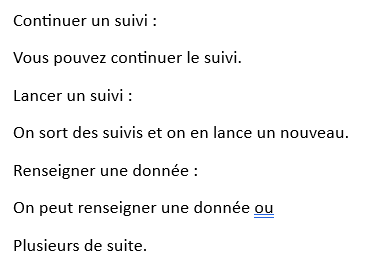 Continuer un suivi :
Vous pouvez continuer le suivi.
Lancer un suivi :
On sort des suivis et on en lance un nouveau.
Renseigner une donnée :
On peut renseigner une donnée ou
Plusieurs de suite.